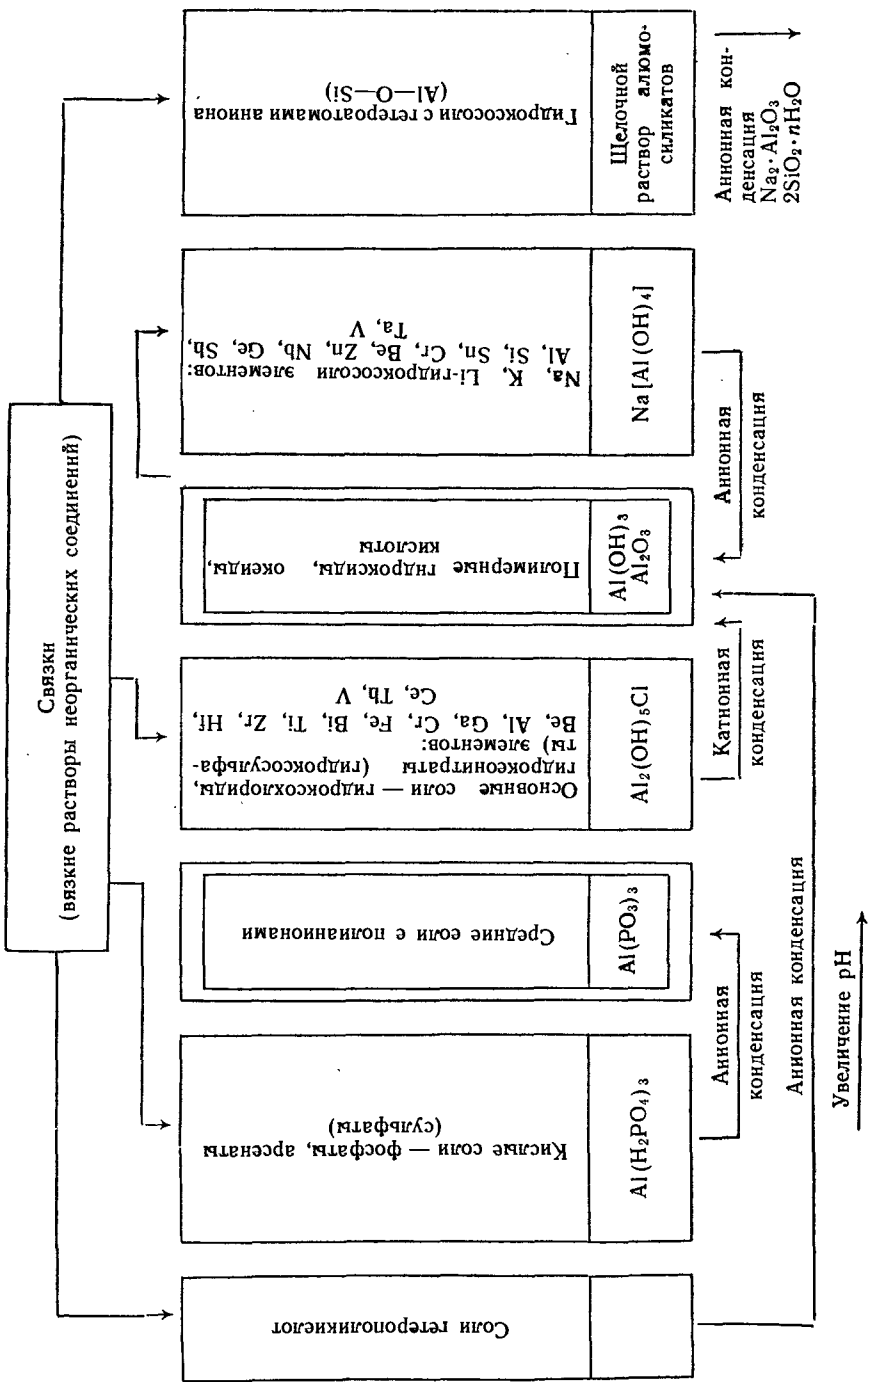 Связки
(вязкие растворы неорганических соединений)
Соли гетерополикислот
Кислые соли — фосфаты, арсенаты
(сульфаты)
Al(H₂PO₄)₃
Средние соли с полианионами
Al(PO₃)₃
Основные соли — гидроксохлориды,
гидроксонитраты (гидроксосульфа-
ты) элементов:
Be, Al, Ga, Cr, Fe, Bi, Ti, Zr, Hf,
Ce, Tb, V
Al₂(OH)₅Cl
Полимерные гидроксиды, оксиды,
кислоты
Al(OH)₃
Al₂O₃
Na, K, Li-гидроксосоли элементов:
Al, Si, Sn, Cr, Be, Zn, Nb, Ge, Sb,
Ta, V
Na[Al(OH)₄]
Гидроксосоли с гетероатомами аниона
(Al—O—Si)
Щелочной
раствор алюмо-
силикатов
Анионная
конденсация
Катионная
конденсация
Анионная
конденсация
Анионная кон-
денсация
Na₂·Al₂O₃
2SiO₂·nH₂O
Анионная конденсация
Увеличение pH